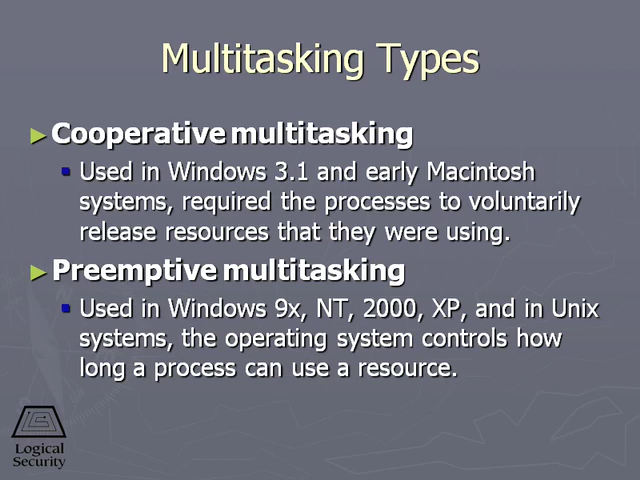 Multitasking Types
►Cooperative multitasking
▪ Used in Windows 3.1 and early Macintosh
systems, required the processes to voluntarily
release resources that they were using.
►Preemptive multitasking
▪ Used in Windows 9x, NT, 2000, XP, and in Unix
systems, the operating system controls how
long a process can use a resource.
Logical
Security